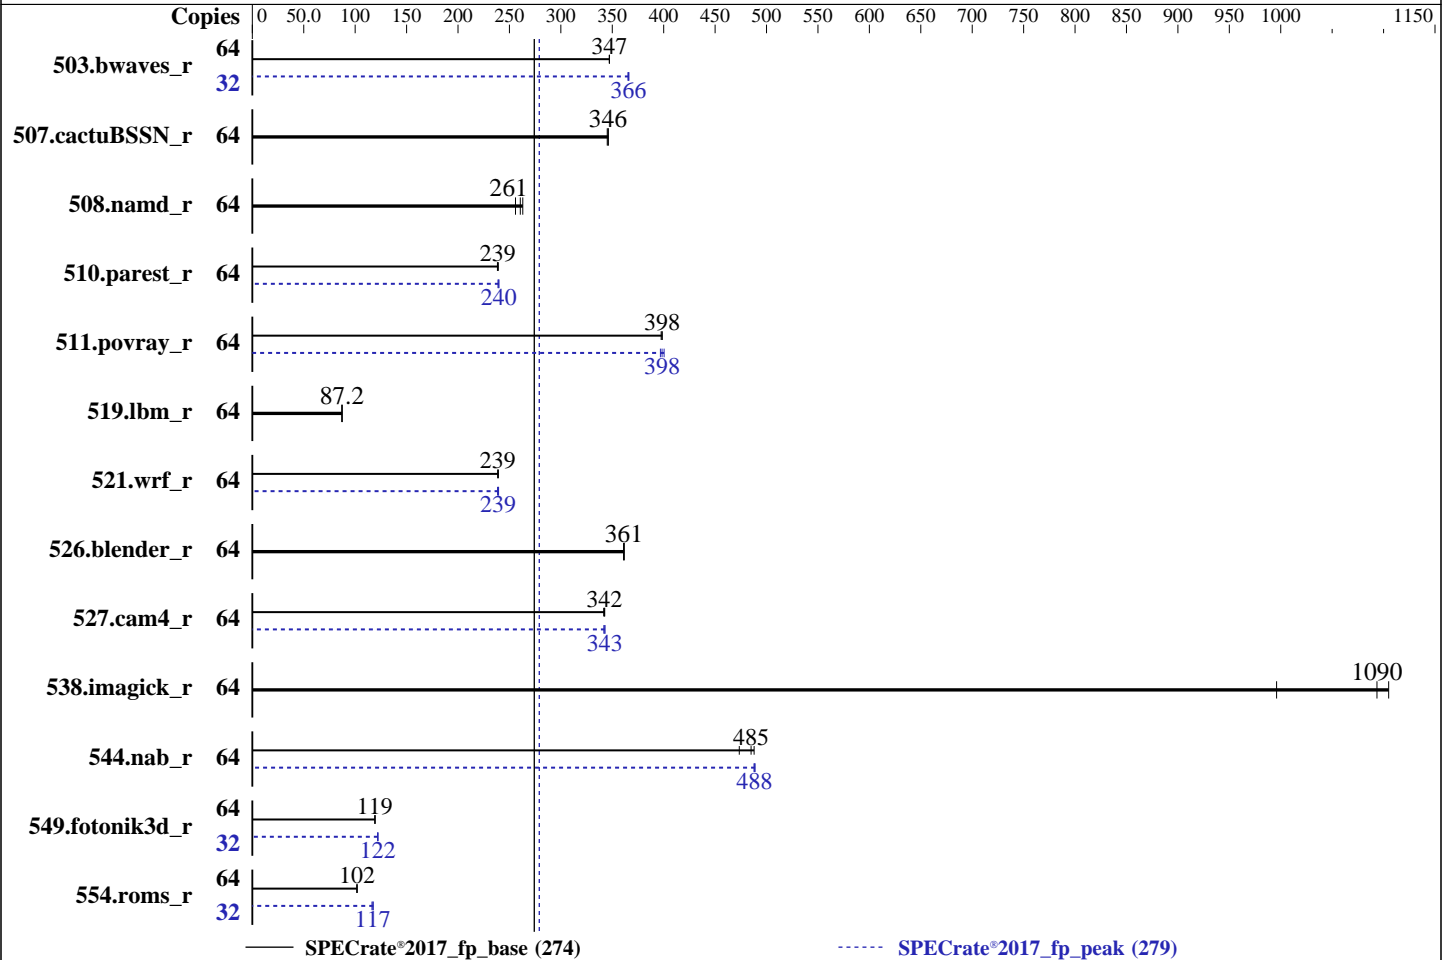 Copies 0 50.0 100 150 200 250 300 350 400 450 500 550 600 650 700 750 800 850 900 950 1000 1150
503.bwaves_r 64 347
32 366
507.cactuBSSN_r 64 346
508.namd_r 64 261
510.parest_r 64 239
240
511.povray_r 64 398
398
519.lbm_r 64 87.2
521.wrf_r 64 239
239
526.blender_r 64 361
527.cam4_r 64 342
343
538.imagick_r 64 1090
544.nab_r 64 485
488
549.fotonik3d_r 64 119
32 122
554.roms_r 64 102
32 117
SPECrate®2017_fp_base (274) SPECrate®2017_fp_peak (279)